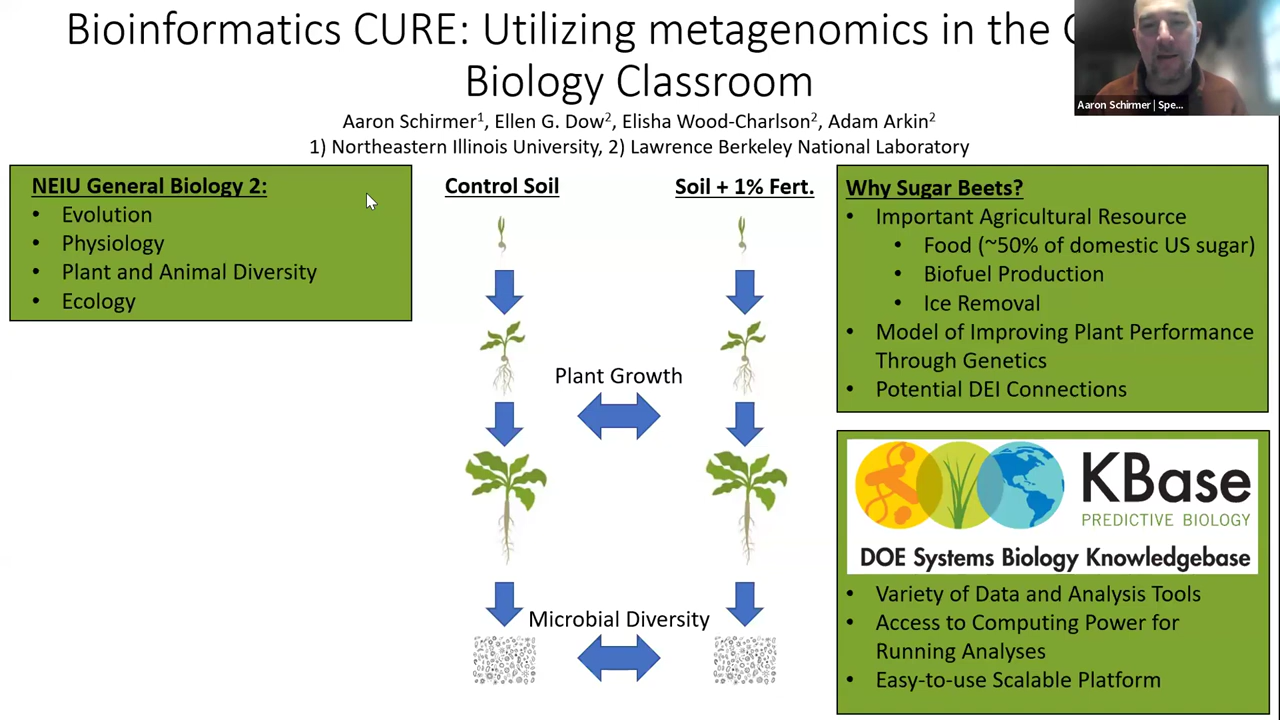 Bioinformatics CURE: Utilizing metagenomics in the
Biology Classroom
Aaron Schirmer¹, Ellen G. Dow², Elisha Wood-Charlson², Adam Arkin²
1) Northeastern Illinois University, 2) Lawrence Berkeley National Laboratory
Aaron Schirmer | Spe...
NEIU General Biology 2:
• Evolution
• Physiology
• Plant and Animal Diversity
• Ecology
Control Soil
Soil + 1% Fert.
Plant Growth
Microbial Diversity
Why Sugar Beets?
• Important Agricultural Resource
• Food (~50% of domestic US sugar)
• Biofuel Production
• Ice Removal
• Model of Improving Plant Performance
Through Genetics
• Potential DEI Connections
KBase
PREDICTIVE BIOLOGY
DOE Systems Biology Knowledgebase
• Variety of Data and Analysis Tools
• Access to Computing Power for
Running Analyses
• Easy-to-use Scalable Platform